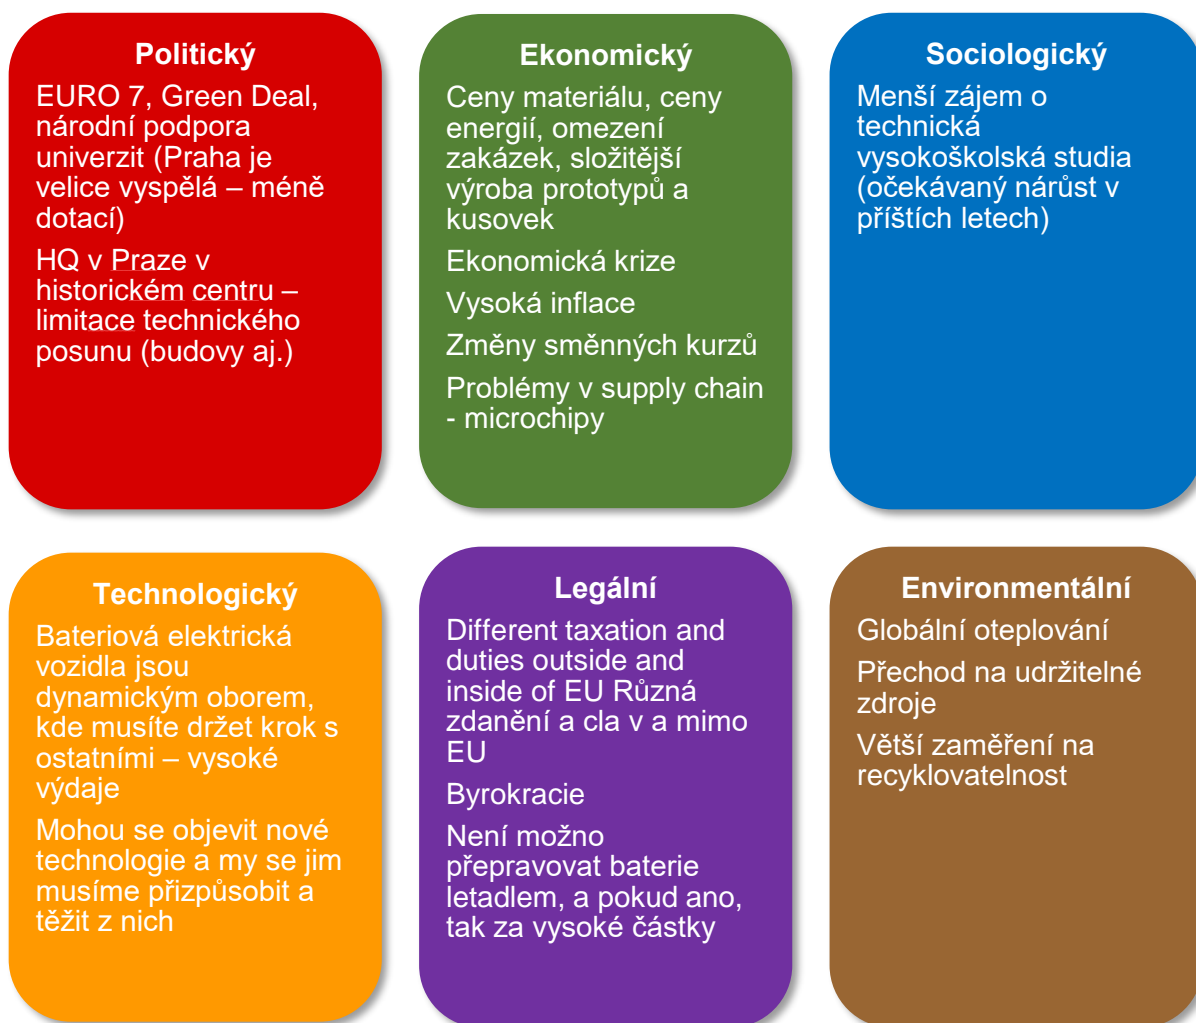 Politický
EURO 7, Green Deal,
národní podpora
univerzit (Praha je
velice vyspělá – méně
dotací)
HQ v Praze v
historickém centru –
limitace technického
posunu (budovy aj.)
Ekonomický
Ceny materiálu, ceny
energií, omezení
zakázek, složitější
výroba prototypů a
kusovek
Ekonomická krize
Vysoká inflace
Změny směnných kurzů
Problémy v supply chain
- microchipy
Sociologický
Menší zájem o
technická
vysokoškolská studia
(očekávaný nárůst v
příštích letech)
Technologický
Bateriová elektrická
vozidla jsou
dynamickým oborem,
kde musíte držet krok s
ostatními – vysoké
výdaje
Mohou se objevit nové
technologie a my se jim
musíme přizpůsobit a
těžit z nich
Legální
Different taxation and
duties outside and
inside of EU Různá
zdanění a cla v a mimo
EU
Byrokracie
Není možno
přepravovat baterie
letadlem, a pokud ano,
tak za vysoké částky
Environmentální
Globální oteplování
Přechod na udržitelné
zdroje
Větší zaměření na
recyklovatelnost